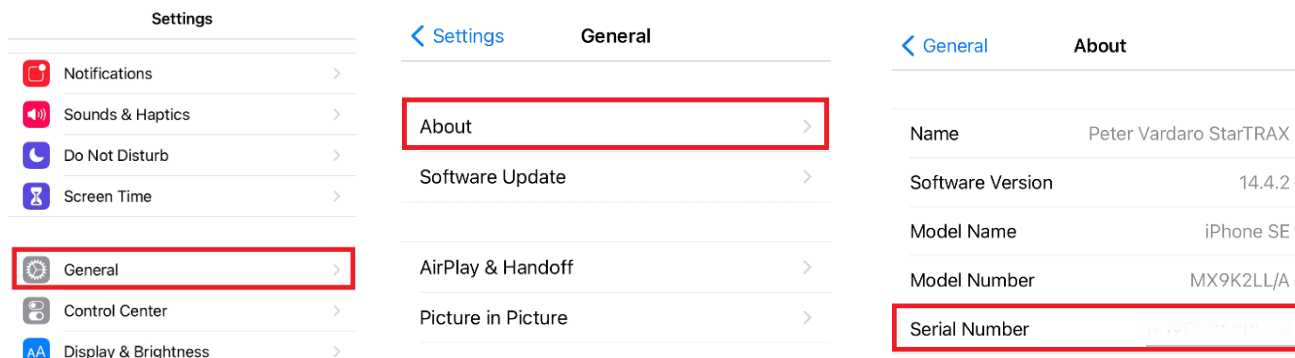 Settings
Notifications
Sounds & Haptics
Do Not Disturb
Screen Time
General
Control Center
AA Display & Brightness
Settings General
About
Software Update
AirPlay & Handoff
Picture in Picture
General About
Name Peter Vardaro StarTRAX
Software Version 14.4.2
Model Name iPhone SE
Model Number MX9K2LL/A
Serial Number